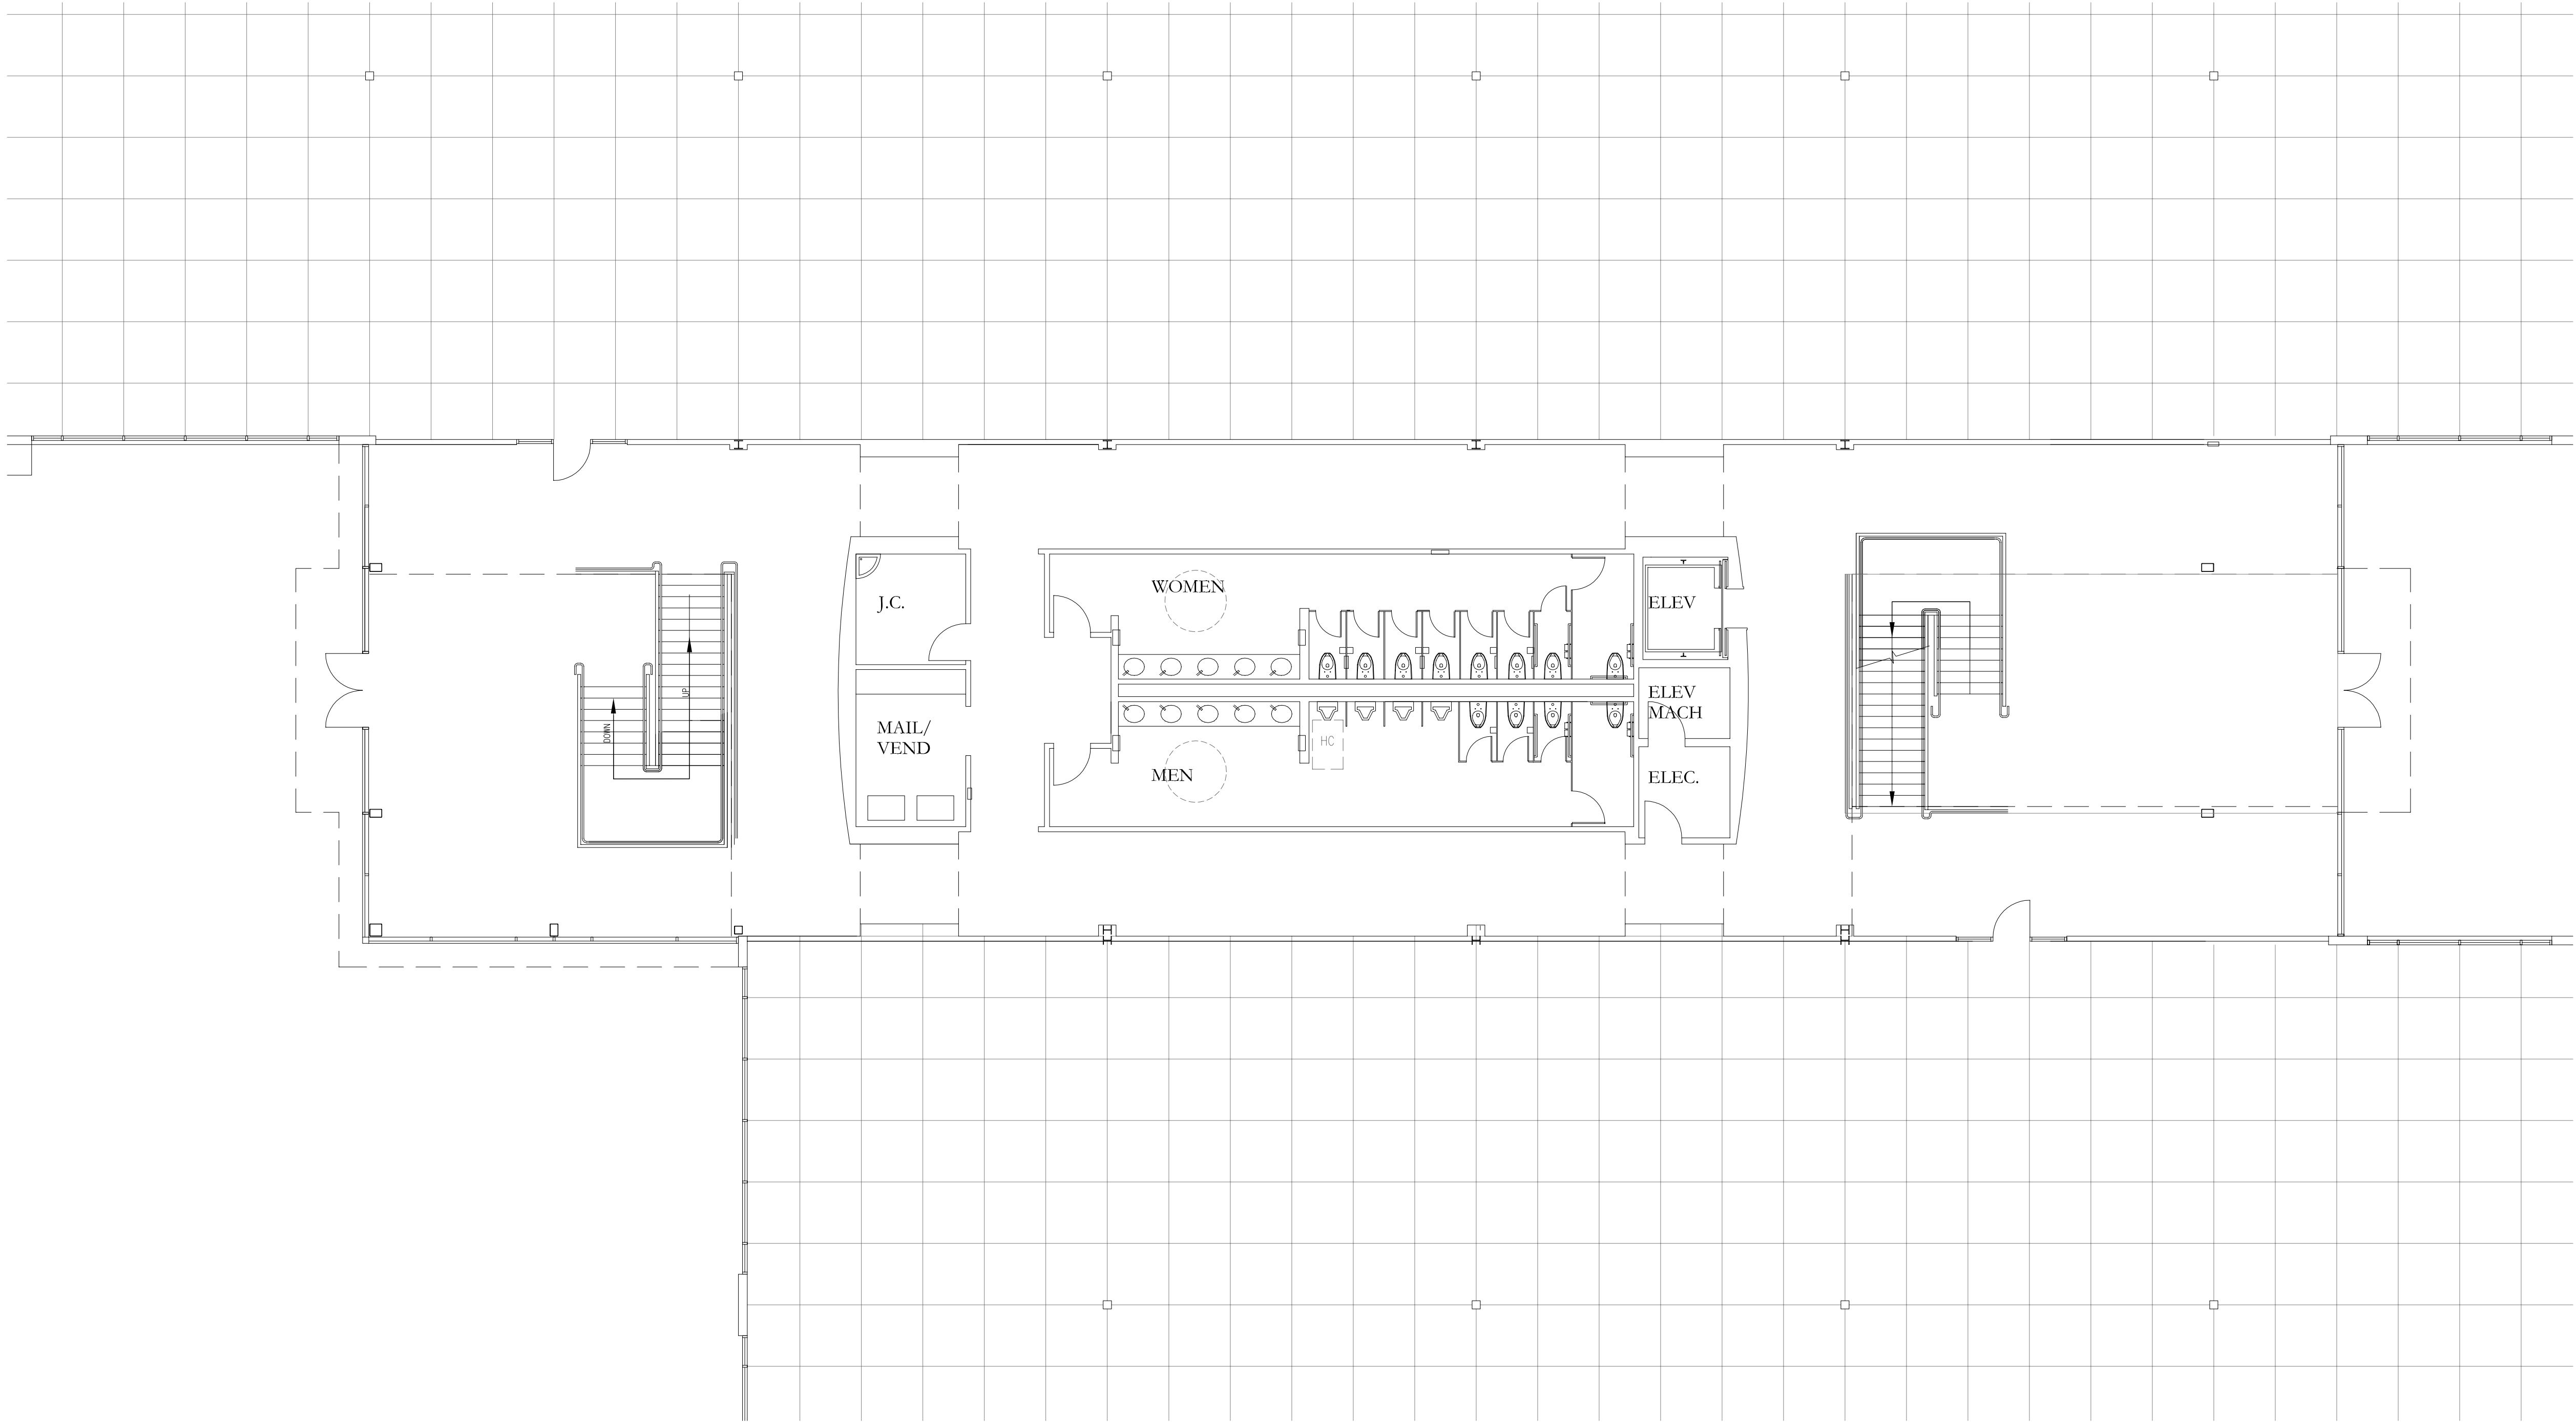 WOMEN
J.C.
ELEV
UP
ELEV
MACH
DOWN
MAIL/
VEND
HC
MEN
ELEC.